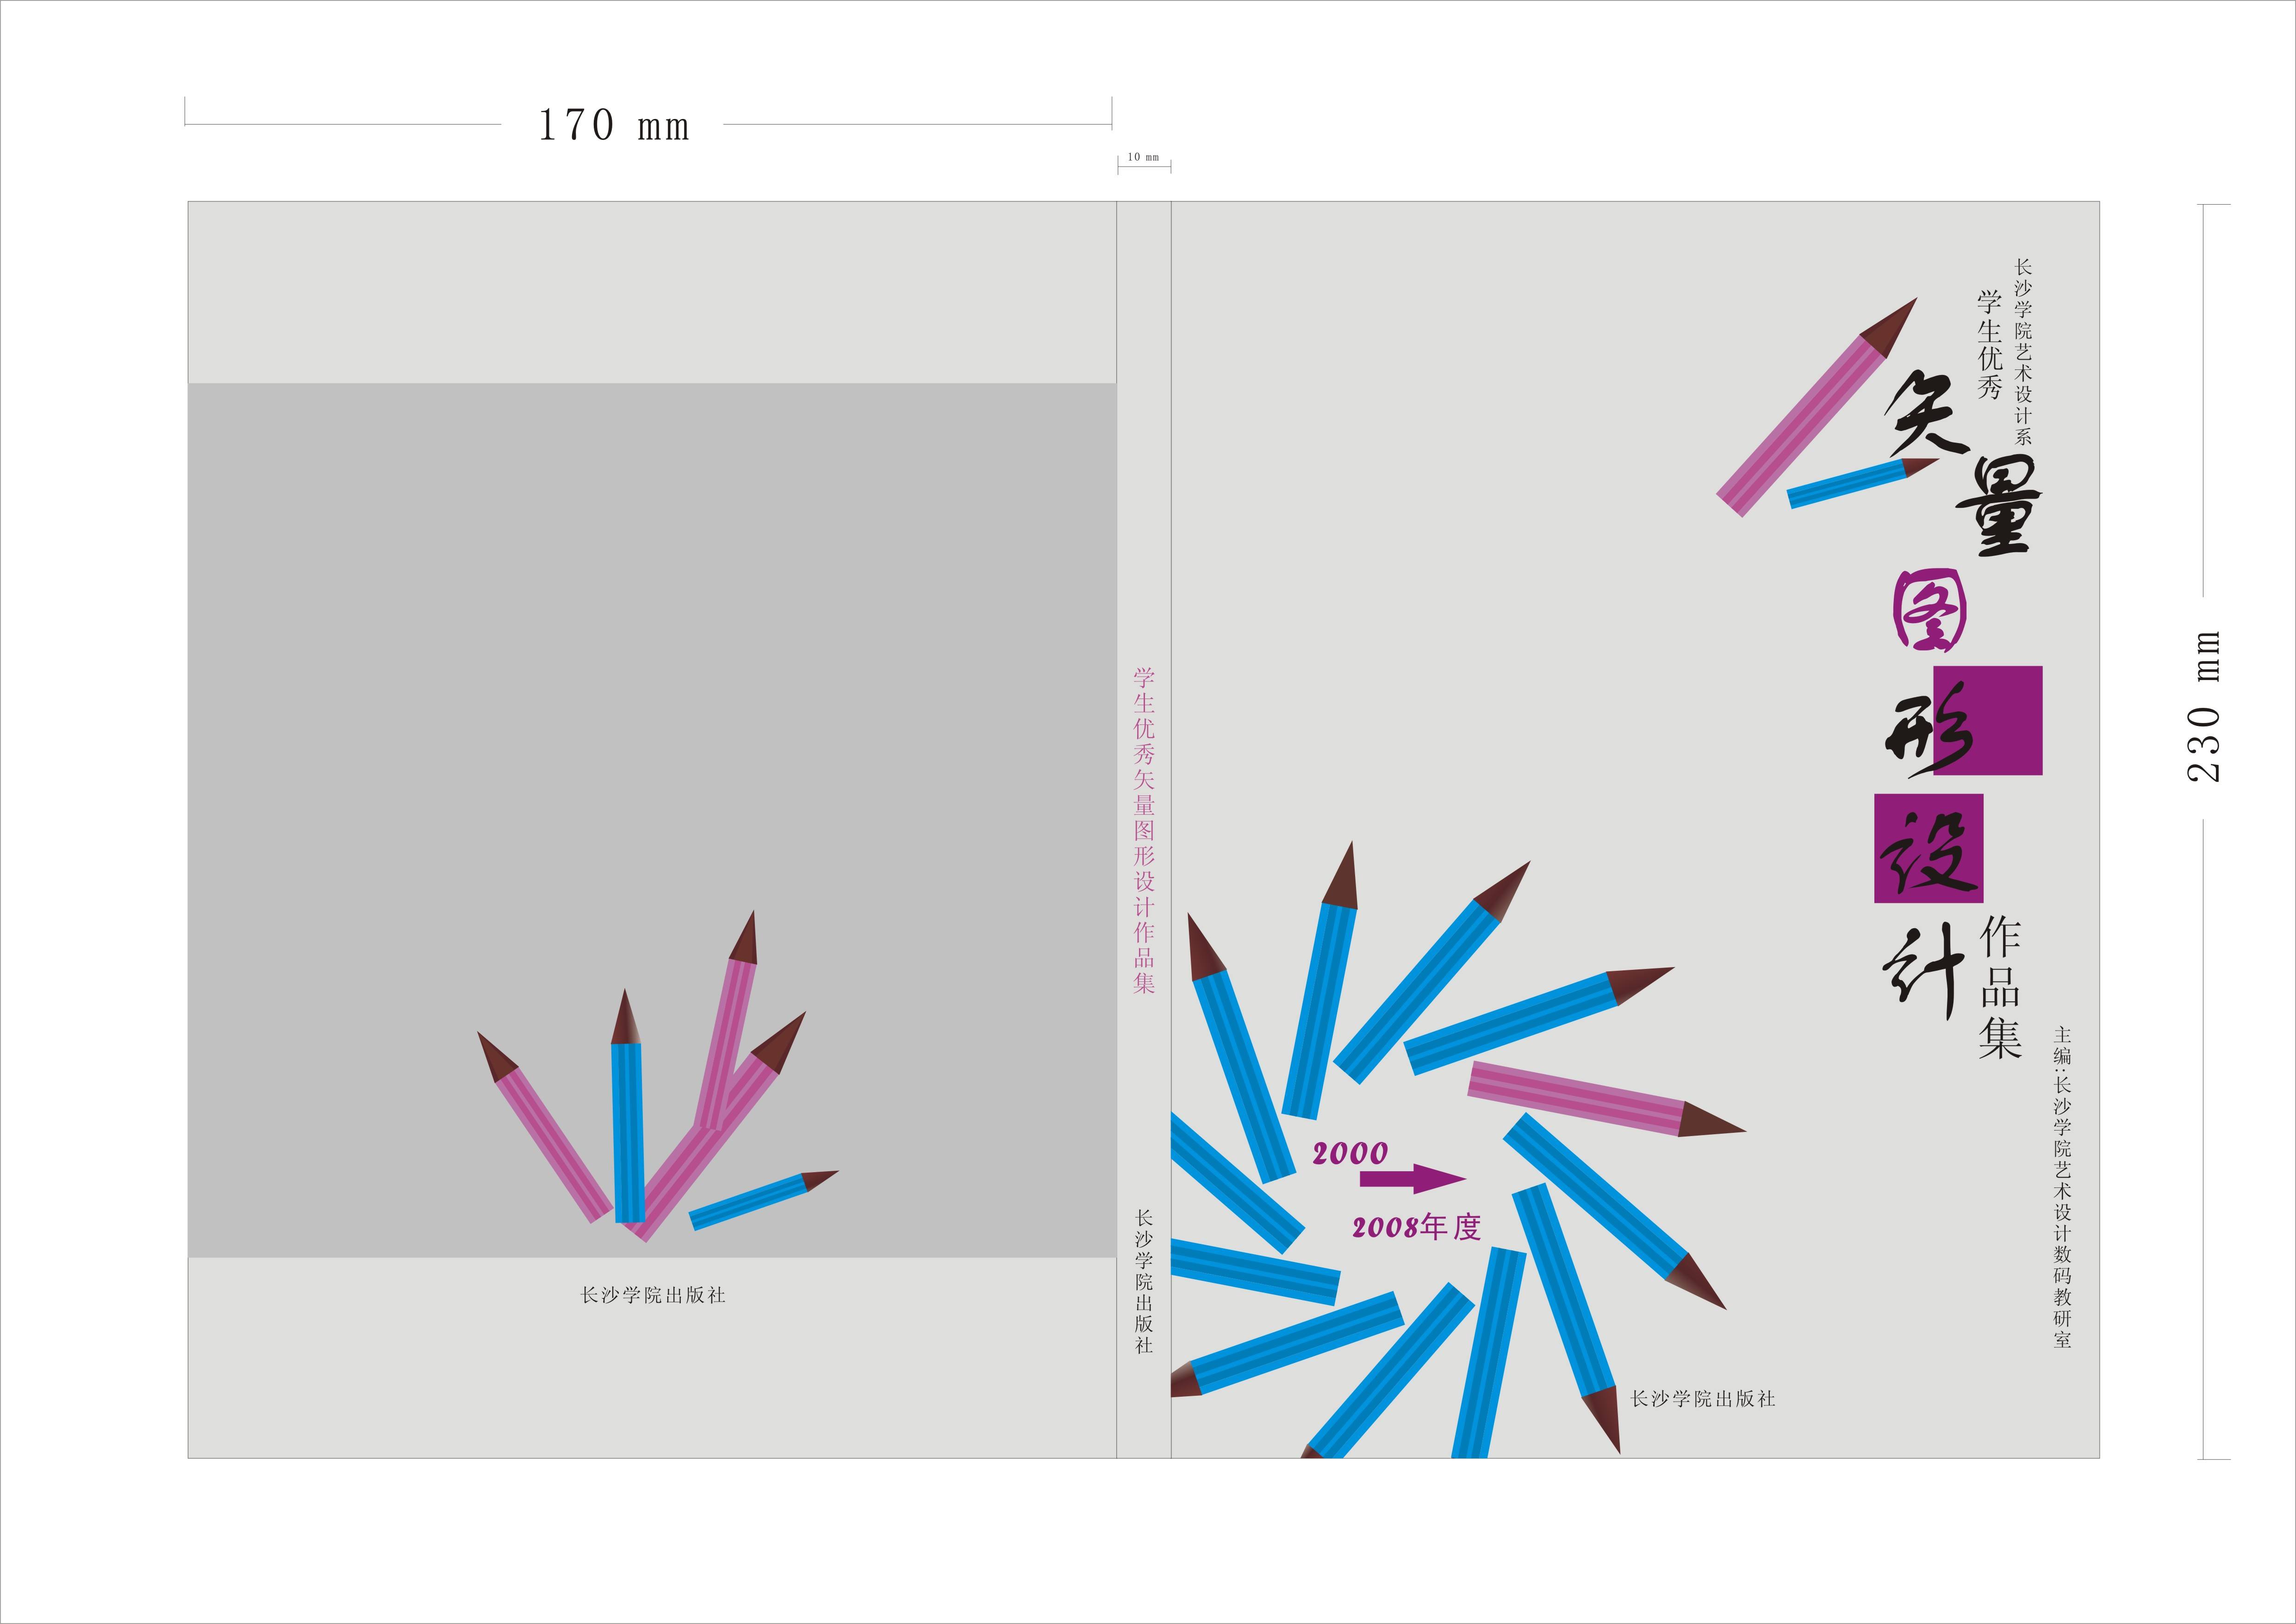 170 mm
10 mm
230 mm
长沙学院艺术设计系
学生优秀
矢量图形设计
作品集
主编:长沙学院艺术设计数码教研室
2000
2008年度
长沙学院出版社
学生优秀矢量图形设计作品集
长沙学院出版社
长沙学院出版社